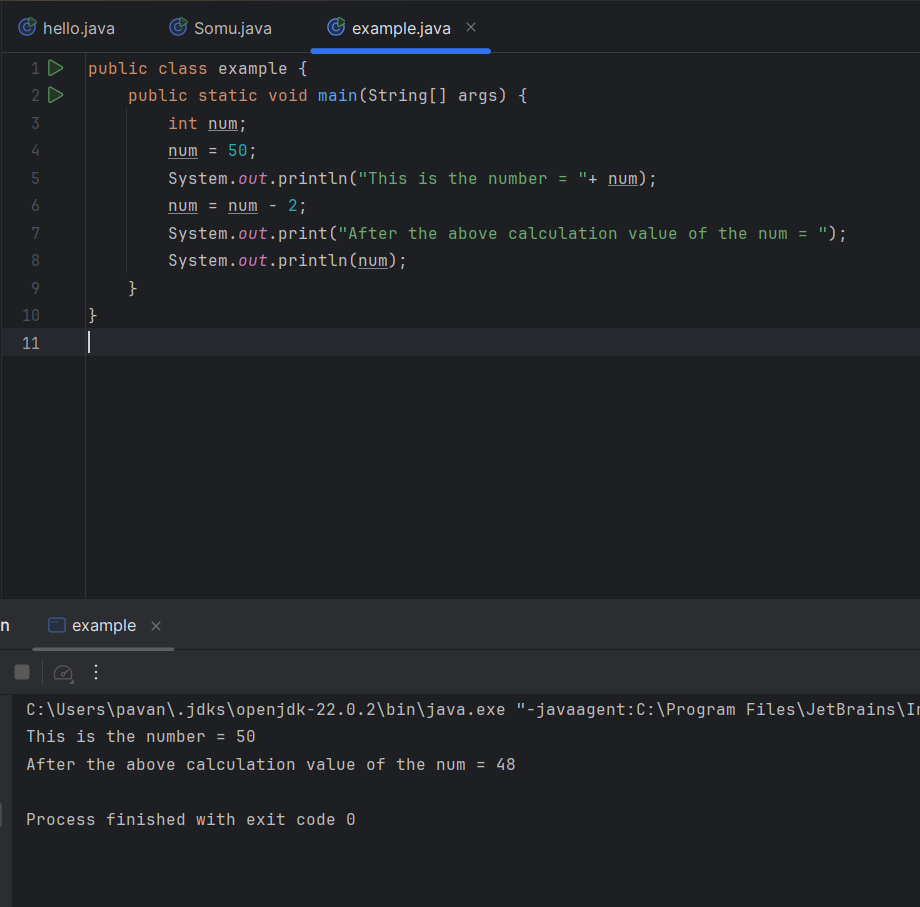 hello.java Somu.java example.java
1 public class example {
2     public static void main(String[] args) {
3         int num;
4         num = 50;
5         System.out.println("This is the number = "+ num);
6         num = num - 2;
7         System.out.print("After the above calculation value of the num = ");
8         System.out.println(num);
9     }
10 }
11
n example
C:\Users\pavan\.jdks\openjdk-22.0.2\bin\java.exe "-javaagent:C:\Program Files\JetBrains\In
This is the number = 50
After the above calculation value of the num = 48
Process finished with exit code 0